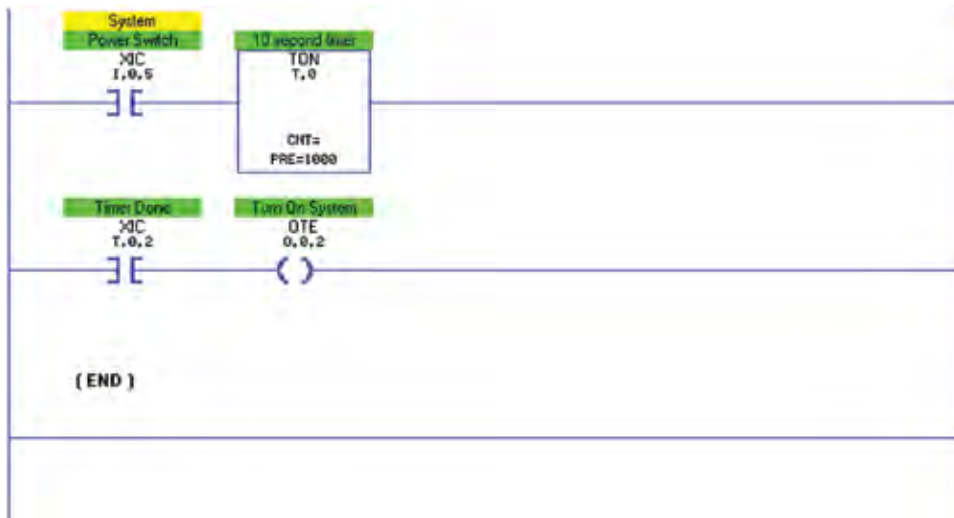 System
Power Switch
XIC
I,0,5
10 second timer
TON
T,0
CNT=
PRE=1000
Timer Done
XIC
T,0,2
Turn On System
OTE
O,0,2
(END)